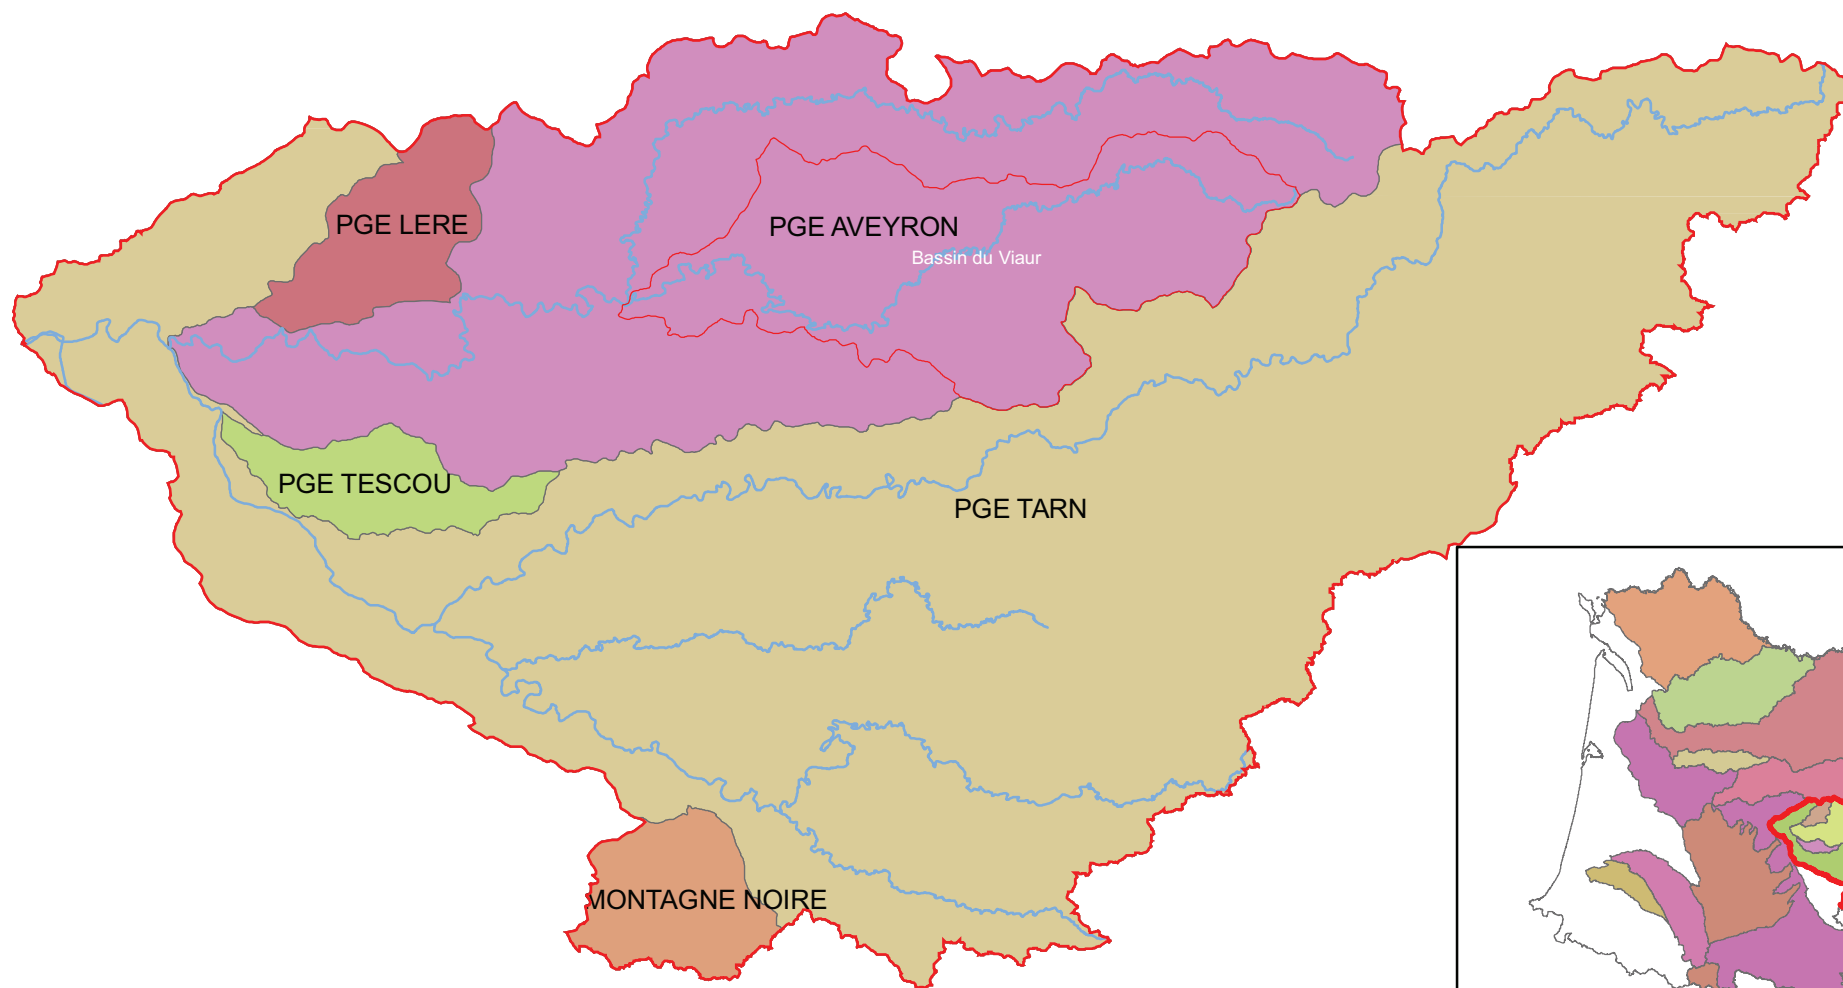 PGE LERE
PGE AVEYRON
Bassin du Viaur
PGE TESCOU
PGE TARN
MONTAGNE NOIRE